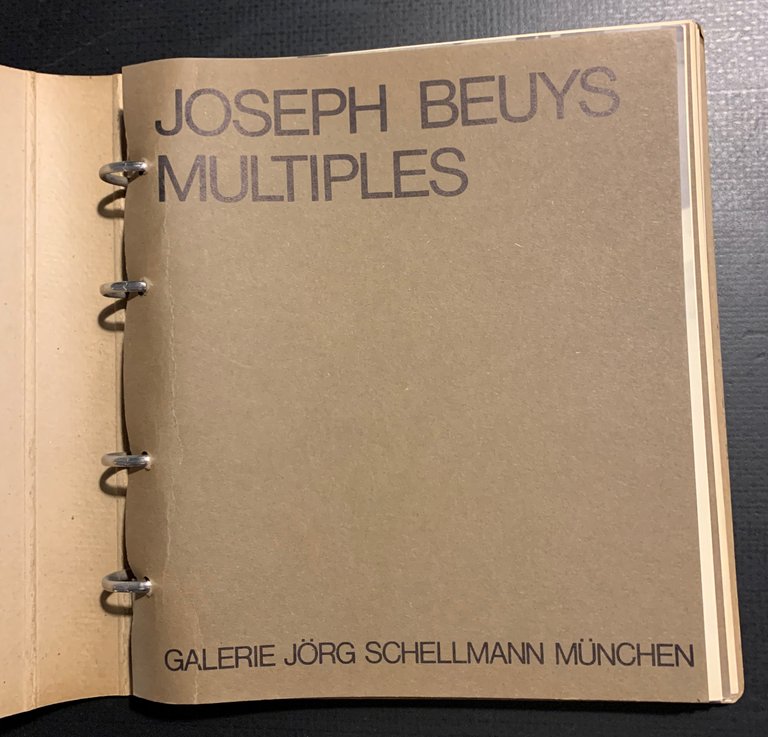 JOSEPH BEUYS
MULTIPLES
GALERIE JÖRG SCHELLMANN MÜNCHEN